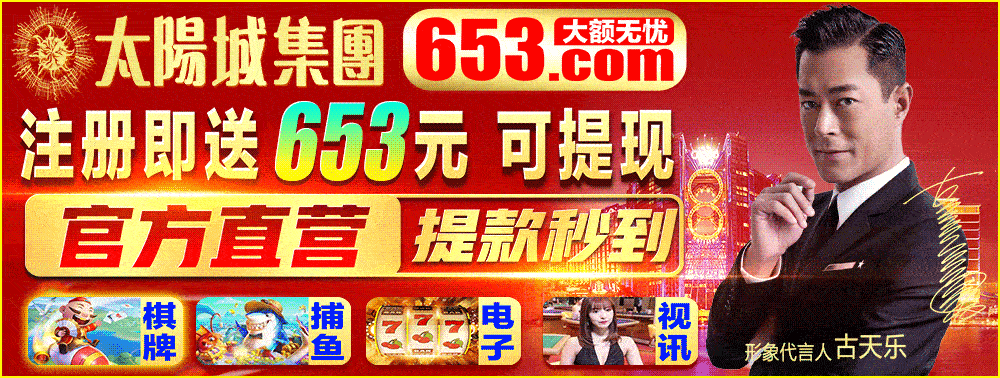 太陽城集團
653.com
大额无忧
注册即送653元 可提现
官方直营
提款秒到
棋牌
捕鱼
电子
视讯
形象代言人 古天乐